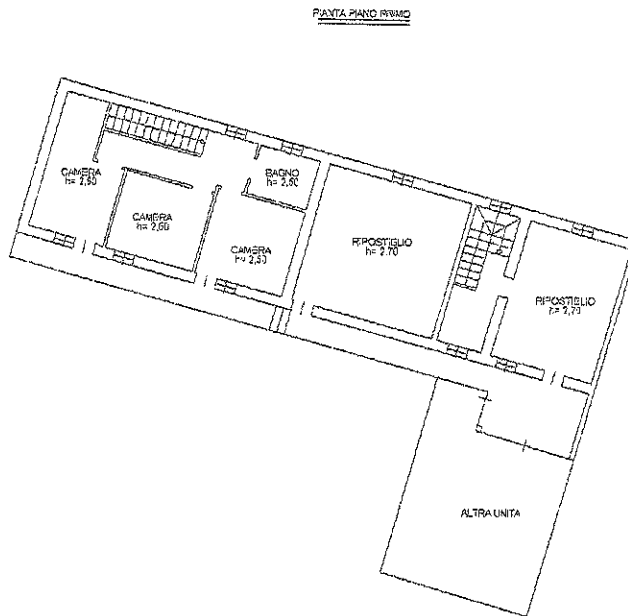 PIANTA PIANO PRIMO
CAMERA
h= 2,50
BAGNO
h= 2,50
CAMERA
h= 2,50
CAMERA
h= 2,50
RIPOSTIGLIO
h= 2,70
RIPOSTIGLIO
h= 2,70
ALTRA UNITA